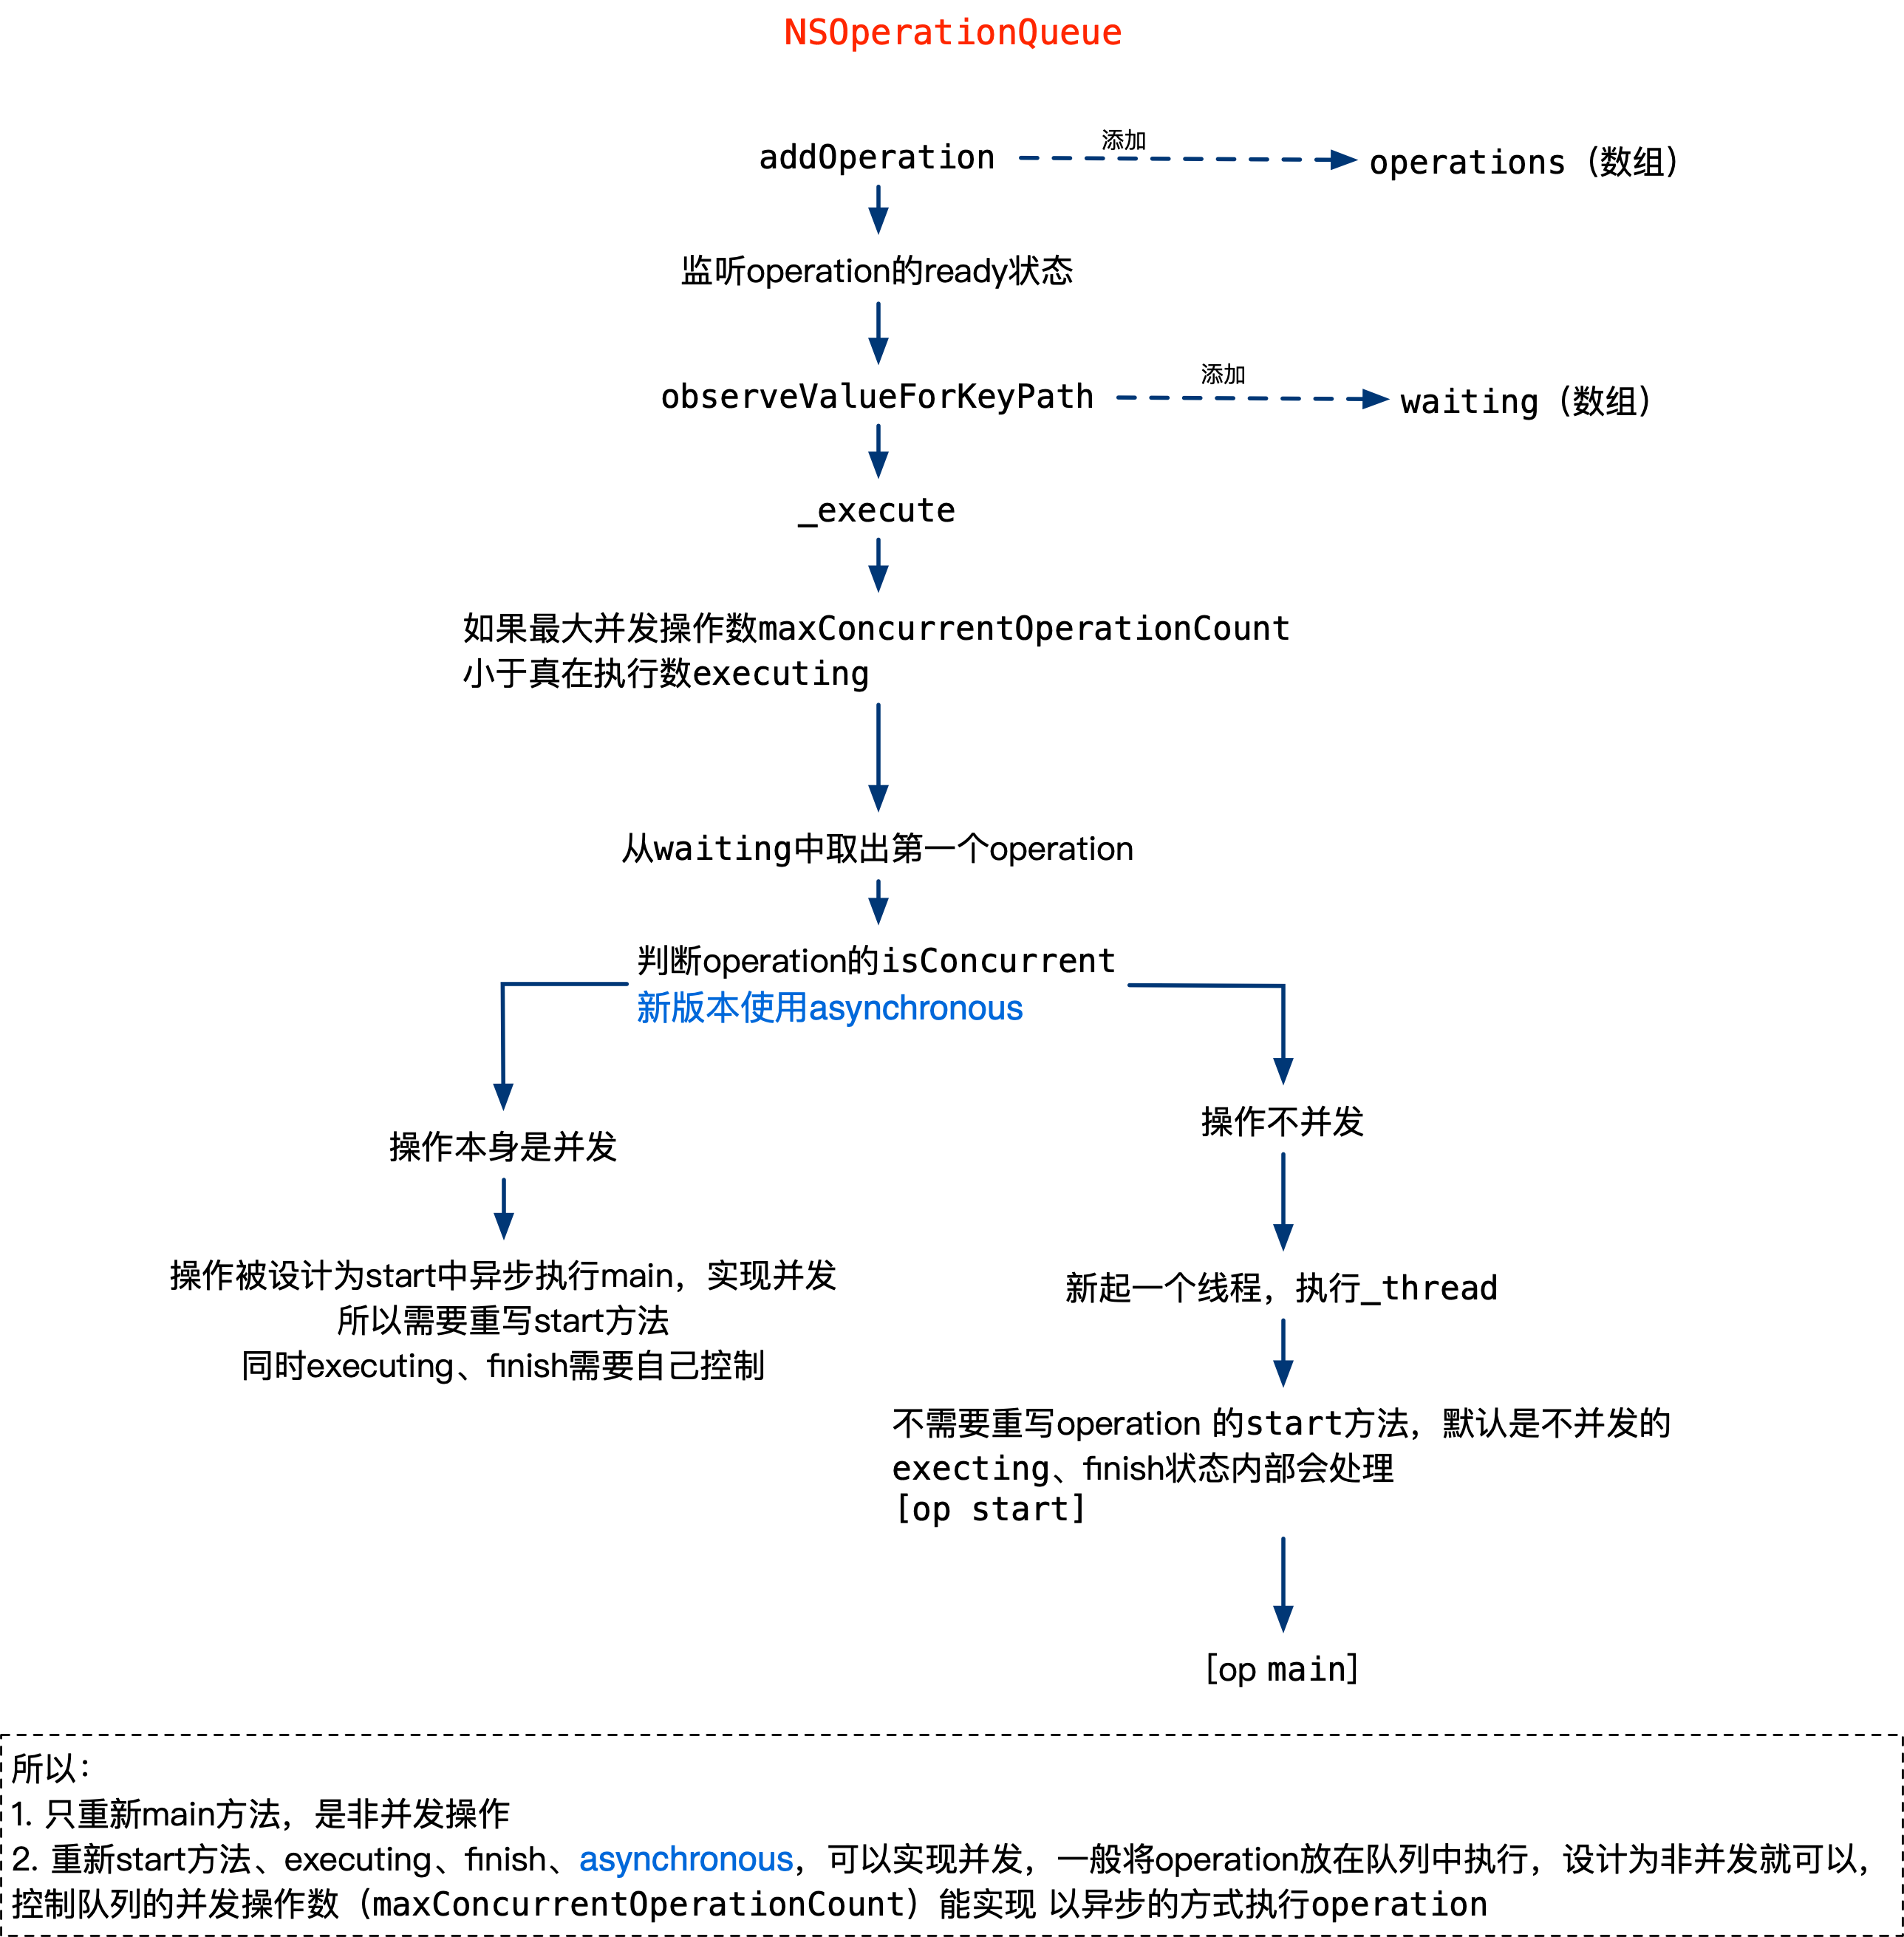 NSOperationQueue
addOperation
添加
operations（数组）
监听operation的ready状态
observeValueForKeyPath
添加
waiting（数组）
_execute
如果最大并发操作数maxConcurrentOperationCount
小于真在执行数executing
从waiting中取出第一个operation
判断operation的isConcurrent
新版本使用asynchronous
操作本身是并发
操作不并发
操作被设计为start中异步执行main，实现并发
所以需要重写start方法
同时executing、finish需要自己控制
新起一个线程，执行_thread
不需要重写operation 的start方法，默认是不并发的
execting、finish状态内部会处理
[op start]
[op main]
所以：
1. 只重新main方法，是非并发操作
2. 重新start方法、executing、finish、asynchronous，可以实现并发，一般将operation放在队列中执行，设计为非并发就可以，
控制队列的并发操作数（maxConcurrentOperationCount）能实现 以异步的方式执行operation